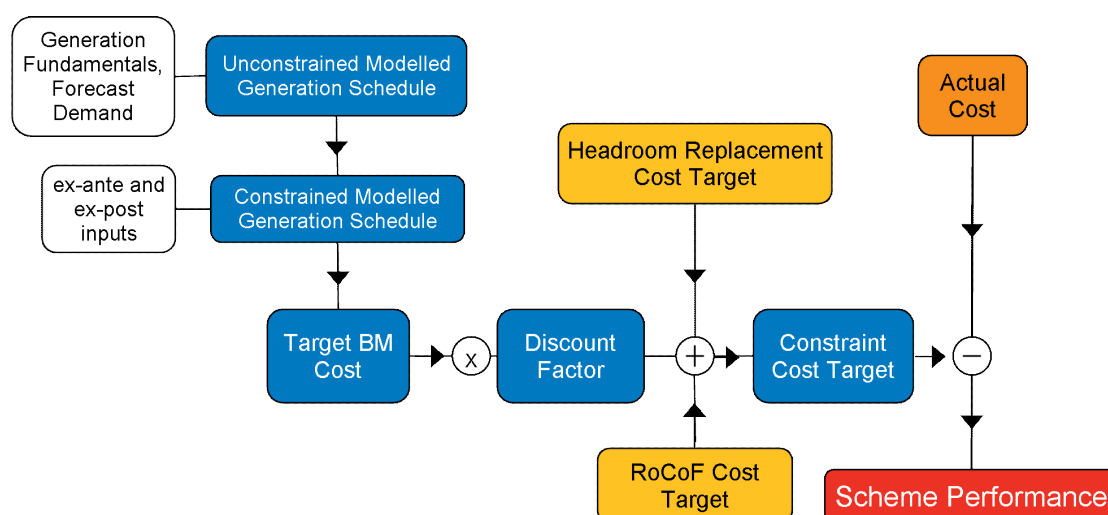 Generation
Fundamentals,
Forecast
Demand
Unconstrained Modelled
Generation Schedule
Actual
Cost
Headroom Replacement
Cost Target
ex-ante and
ex-post
inputs
Constrained Modelled
Generation Schedule
Target BM
Cost
x
Discount
Factor
+
Constraint
Cost Target
−
RoCoF Cost
Target
Scheme Performance